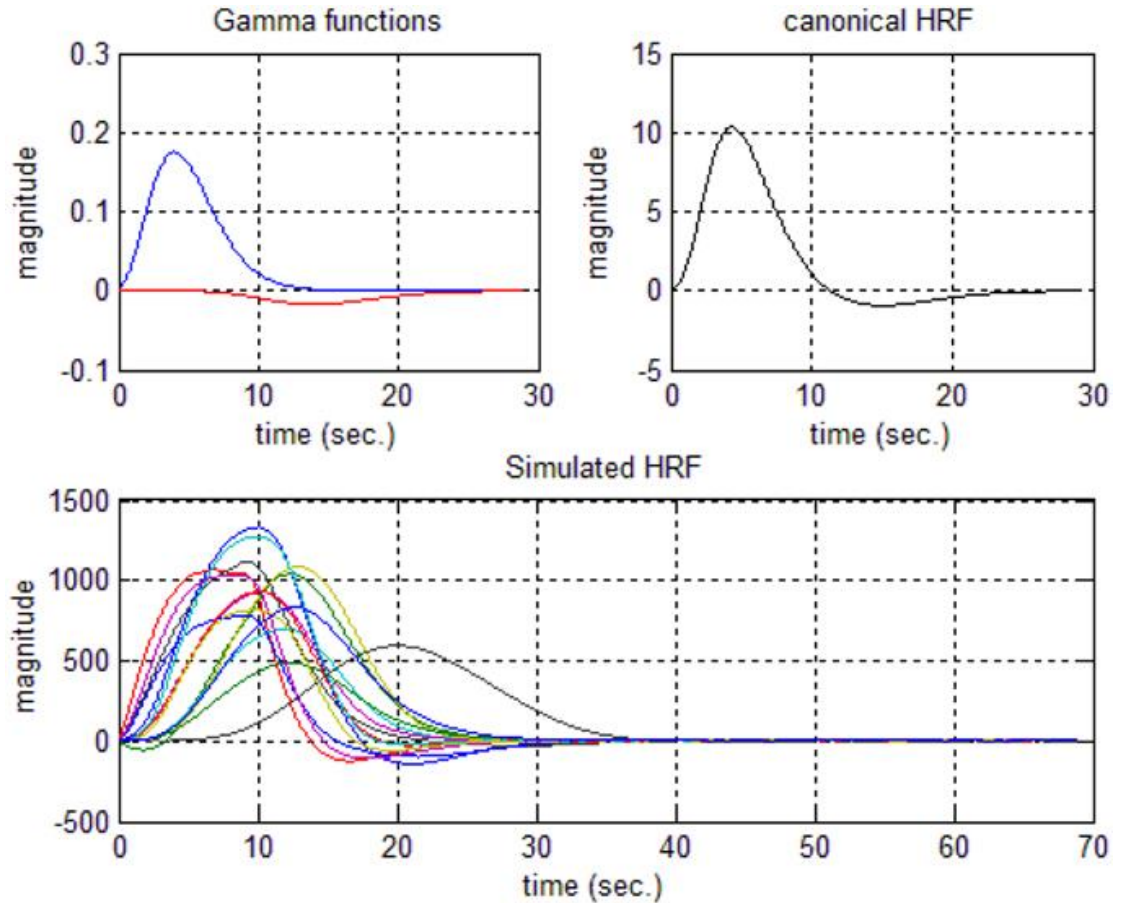 Gamma functions
0.3
0.2
0.1
0
-0.1
magnitude
0 10 20 30
time (sec.)
canonical HRF
15
10
5
0
-5
magnitude
0 10 20 30
time (sec.)
Simulated HRF
1500
1000
500
0
-500
magnitude
0 10 20 30 40 50 60 70
time (sec.)